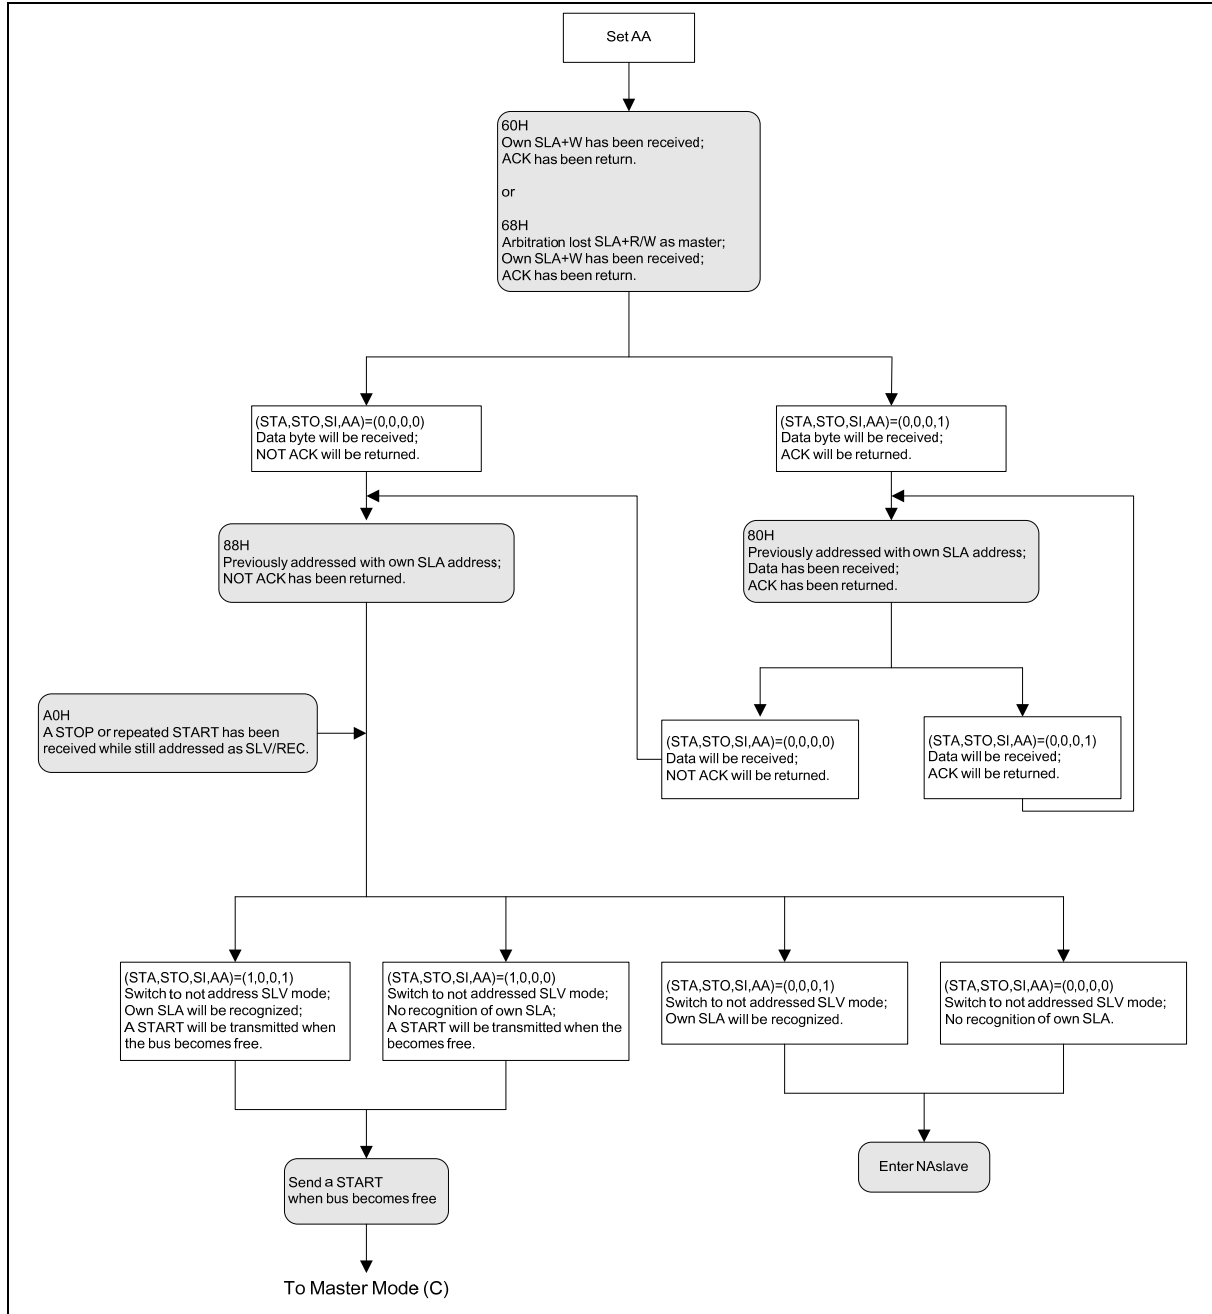 Set AA
60H
Own SLA+W has been received;
ACK has been return.
or
68H
Arbitration lost SLA+R/W as master;
Own SLA+W has been received;
ACK has been return.
(STA,STO,SI,AA)=(0,0,0,0)
Data byte will be received;
NOT ACK will be returned.
(STA,STO,SI,AA)=(0,0,0,1)
Data byte will be received;
ACK will be returned.
88H
Previously addressed with own SLA address;
NOT ACK has been returned.
80H
Previously addressed with own SLA address;
Data has been received;
ACK has been returned.
A0H
A STOP or repeated START has been
received while still addressed as SLV/REC.
(STA,STO,SI,AA)=(0,0,0,0)
Data will be received;
NOT ACK will be returned.
(STA,STO,SI,AA)=(0,0,0,1)
Data will be received;
ACK will be returned.
(STA,STO,SI,AA)=(1,0,0,1)
Switch to not address SLV mode;
Own SLA will be recognized;
A START will be transmitted when
the bus becomes free.
(STA,STO,SI,AA)=(1,0,0,0)
Switch to not addressed SLV mode;
No recognition of own SLA;
A START will be transmitted when the
becomes free.
(STA,STO,SI,AA)=(0,0,0,1)
Switch to not addressed SLV mode;
Own SLA will be recognized.
(STA,STO,SI,AA)=(0,0,0,0)
Switch to not addressed SLV mode;
No recognition of own SLA.
Send a START
when bus becomes free
Enter NAslave
To Master Mode (C)